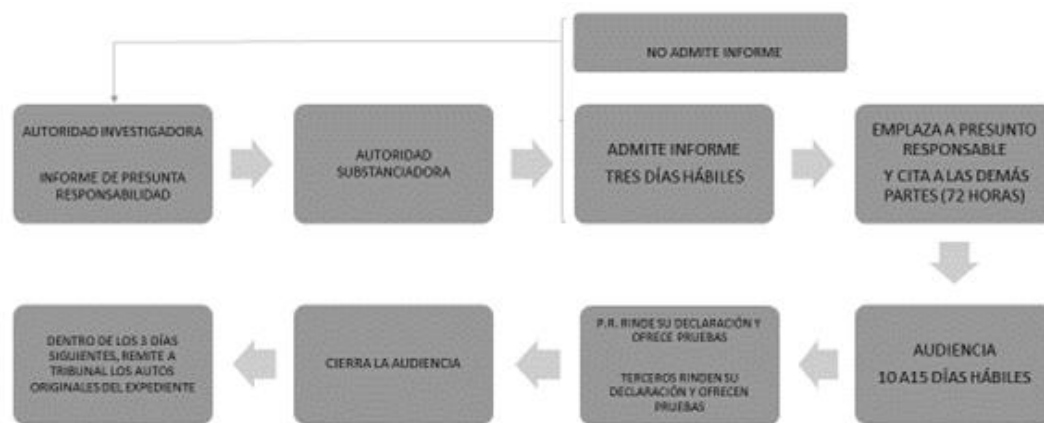 NO ADMITE INFORME
AUTORIDAD INVESTIGADORA
INFORME DE PRESUNTA
RESPONSABILIDAD
AUTORIDAD
SUBSTANCIADORA
ADMITE INFORME
TRES DÍAS HÁBILES
EMPLAZA A PRESUNTO
RESPONSABLE
Y CITA A LAS DEMÁS
PARTES (72 HORAS)
AUDIENCIA
10 A15 DÍAS HÁBILES
P.R. RINDE SU DECLARACIÓN Y
OFRECE PRUEBAS
TERCEROS RINDEN SU
DECLARACIÓN Y OFRECEN
PRUEBAS
CIERRA LA AUDIENCIA
DENTRO DE LOS 3 DÍAS
SIGUIENTES, REMITE A
TRIBUNAL LOS AUTOS
ORIGINALES DEL EXPEDIENTE